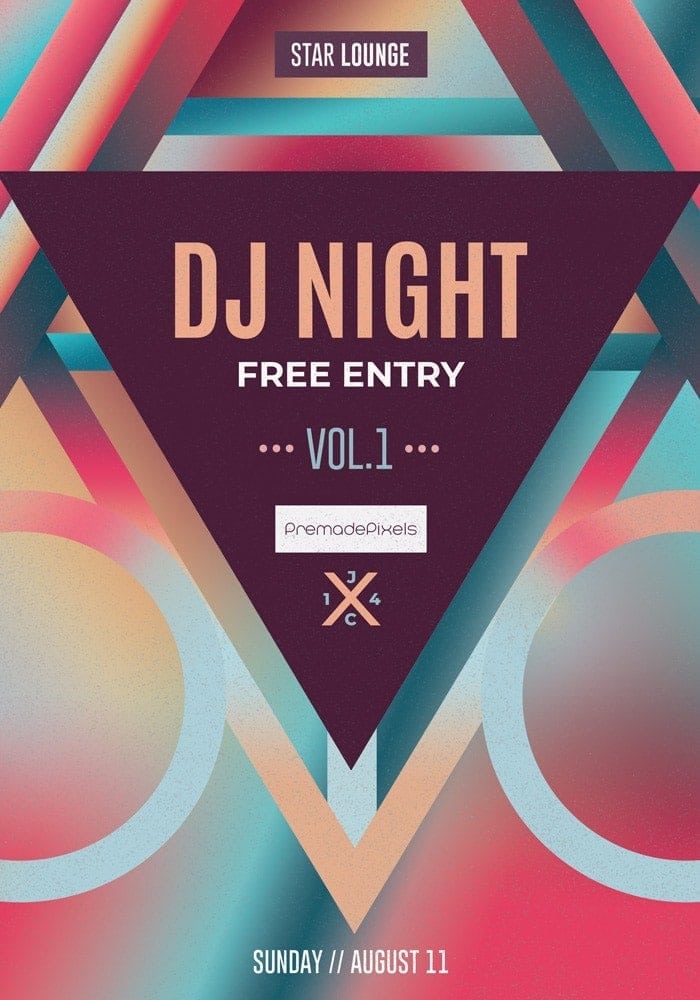 STAR LOUNGE
DJ NIGHT
FREE ENTRY
••• VOL.1 •••
PremadePixels
J
1 X 4
C
SUNDAY // AUGUST 11